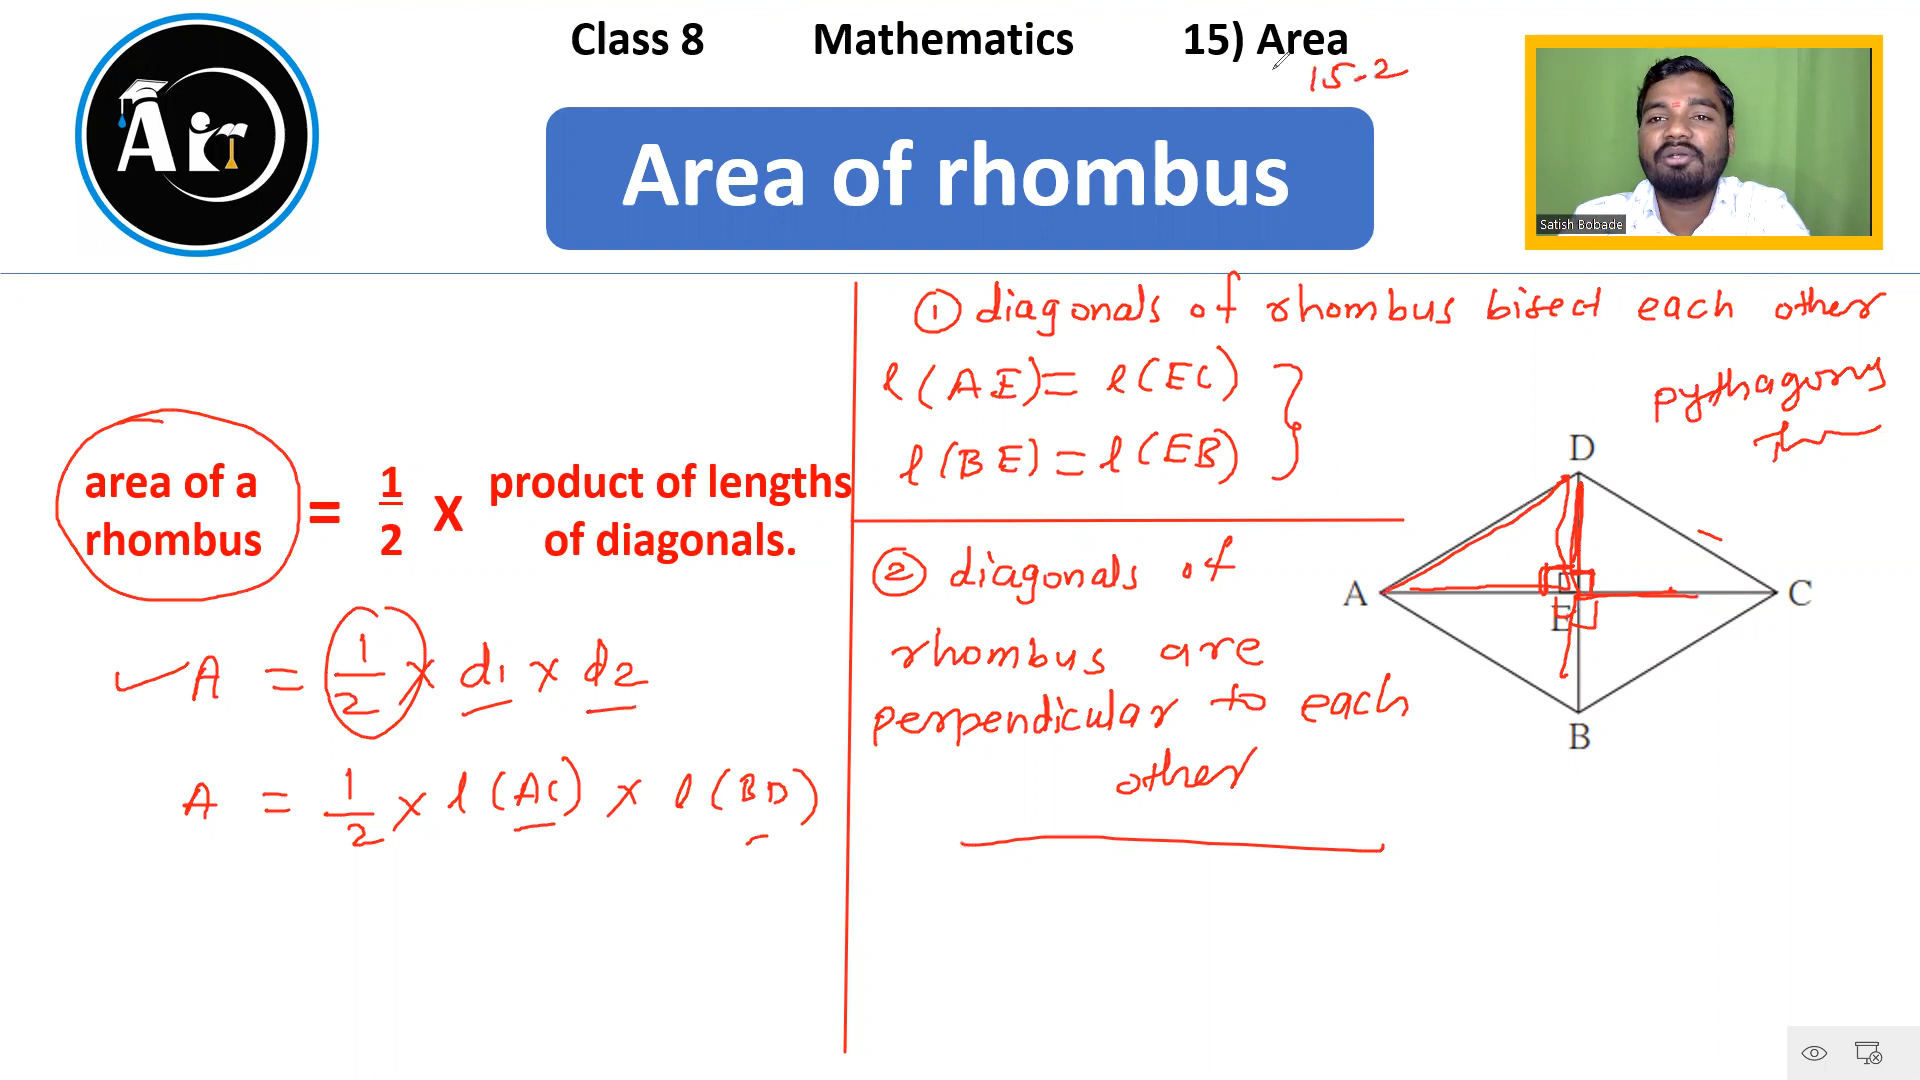 Class 8 Mathematics 15) Area
15-2
Air
Area of rhombus
Satish Bobade
① diagonals of rhombus bisect each other
l(AE) = l(EC)
l(BE) = l(EB)
pythagorus
area of a
rhombus
= 1/2 X
product of lengths
of diagonals.
A = 1/2 × d1 × d2
A = 1/2 × l(AC) × l(BD)
② diagonals of
rhombus are
perpendicular to each
other
D
A
E
C
B